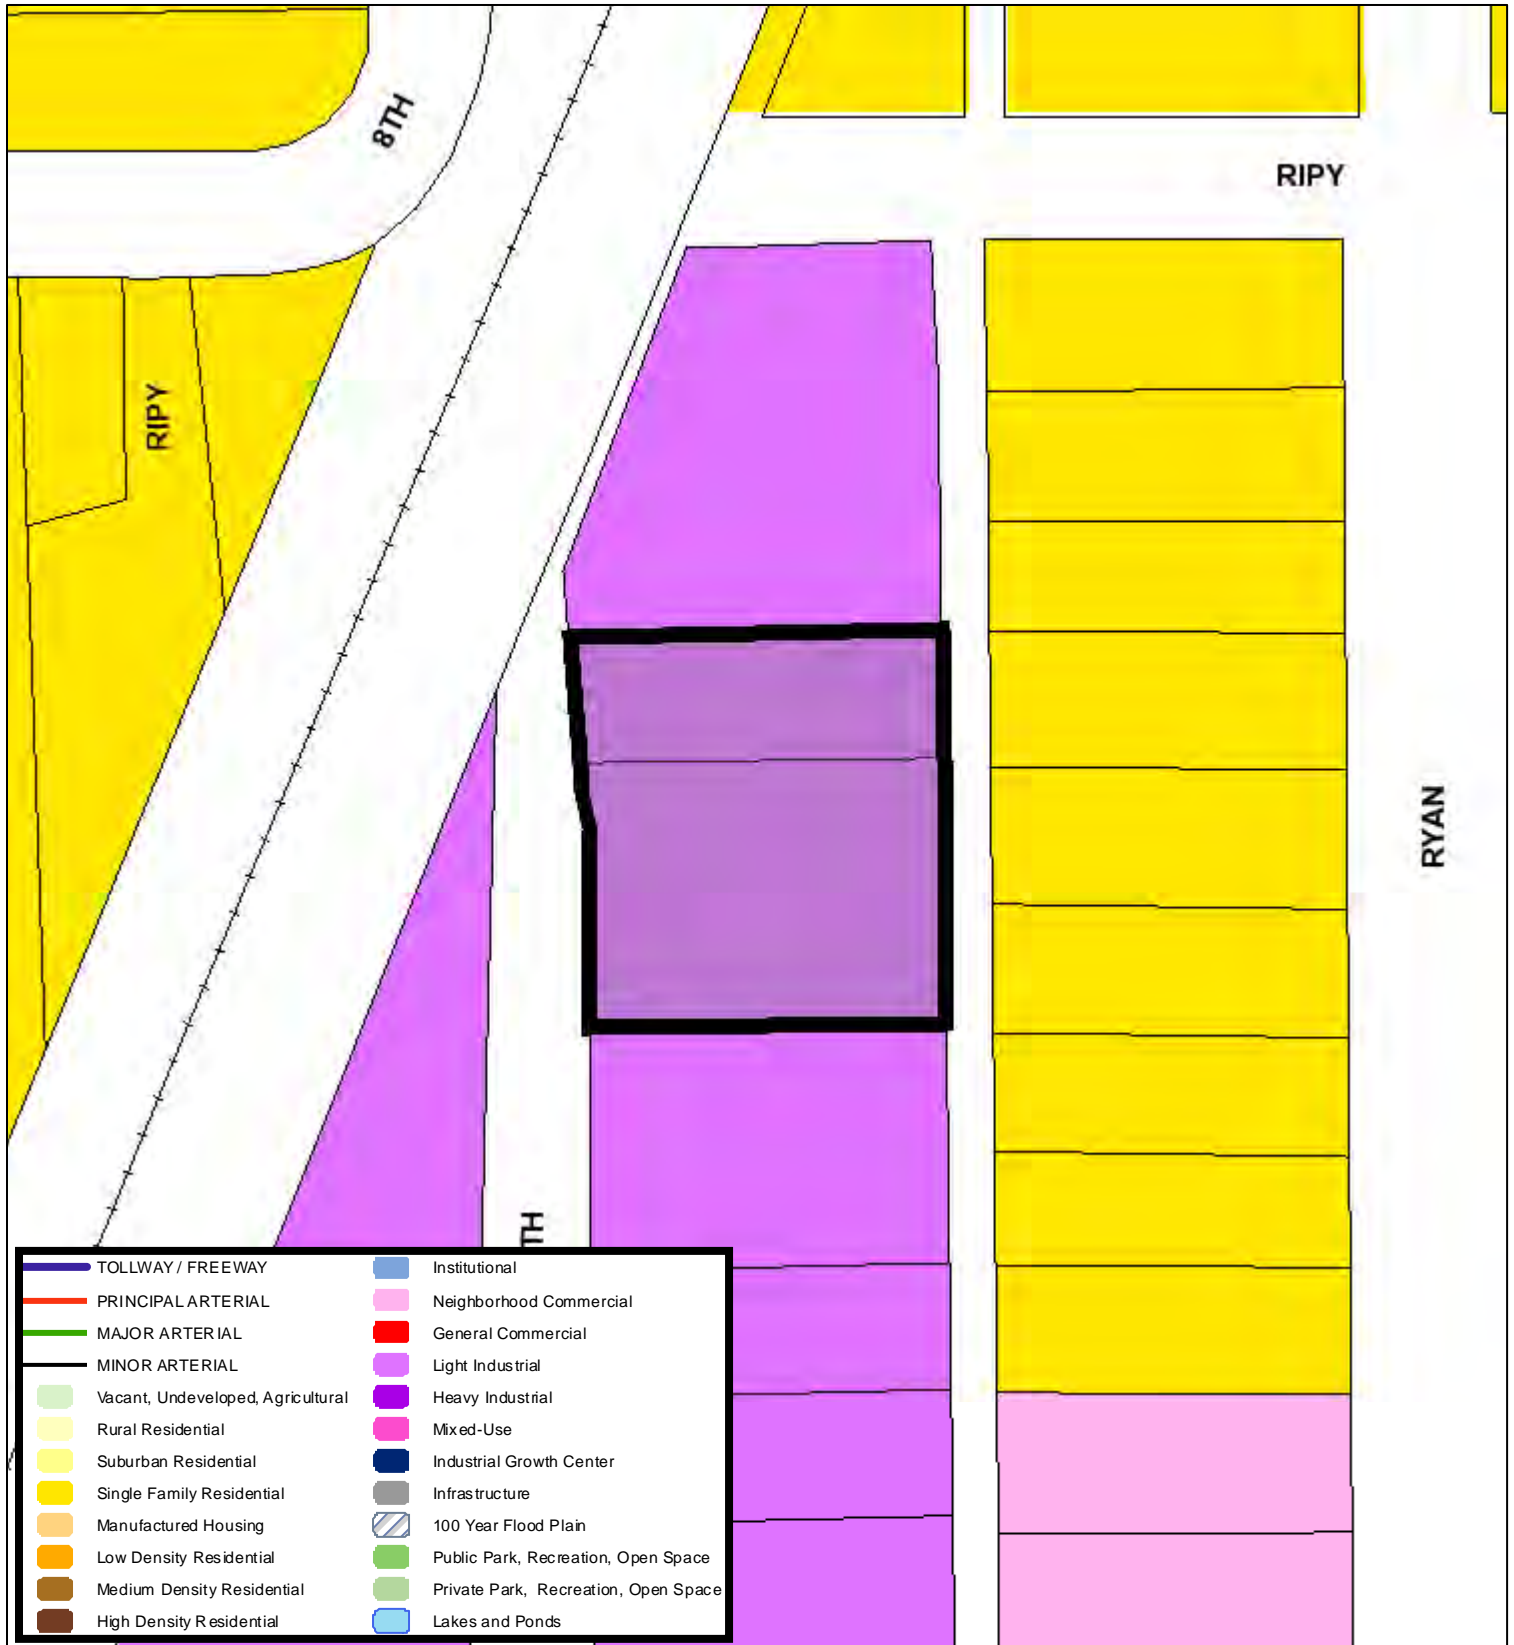 8TH
RIPY
RIPY
RYAN
TH
TOLLWAY / FREEWAY
PRINCIPAL ARTERIAL
MAJOR ARTERIAL
MINOR ARTERIAL
Vacant, Undeveloped, Agricultural
Rural Residential
Suburban Residential
Single Family Residential
Manufactured Housing
Low Density Residential
Medium Density Residential
High Density Residential
Institutional
Neighborhood Commercial
General Commercial
Light Industrial
Heavy Industrial
Mixed-Use
Industrial Growth Center
Infrastructure
100 Year Flood Plain
Public Park, Recreation, Open Space
Private Park, Recreation, Open Space
Lakes and Ponds